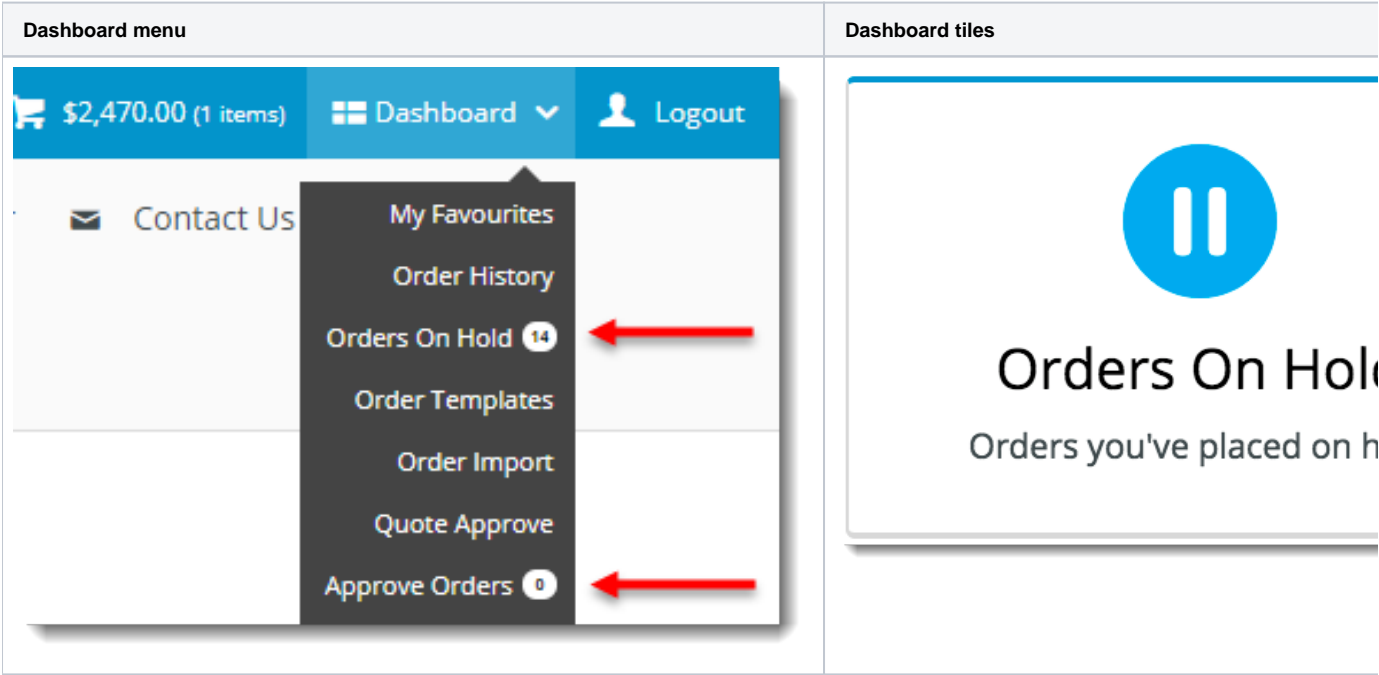 Dashboard menu
Dashboard tiles
$2,470.00 (1 items) Dashboard Logout
Contact Us
My Favourites
Order History
Orders On Hold 14
Order Templates
Order Import
Quote Approve
Approve Orders 0
Orders On Hol
Orders you've placed on h